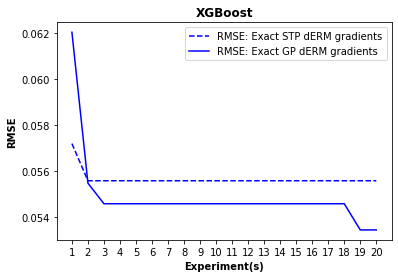 XGBoost
RMSE: Exact STP dERM gradients
RMSE: Exact GP dERM gradients
0.062
0.060
0.058
0.056
0.054
RMSE
1 2 3 4 5 6 7 8 9 10 11 12 13 14 15 16 17 18 19 20
Experiment(s)